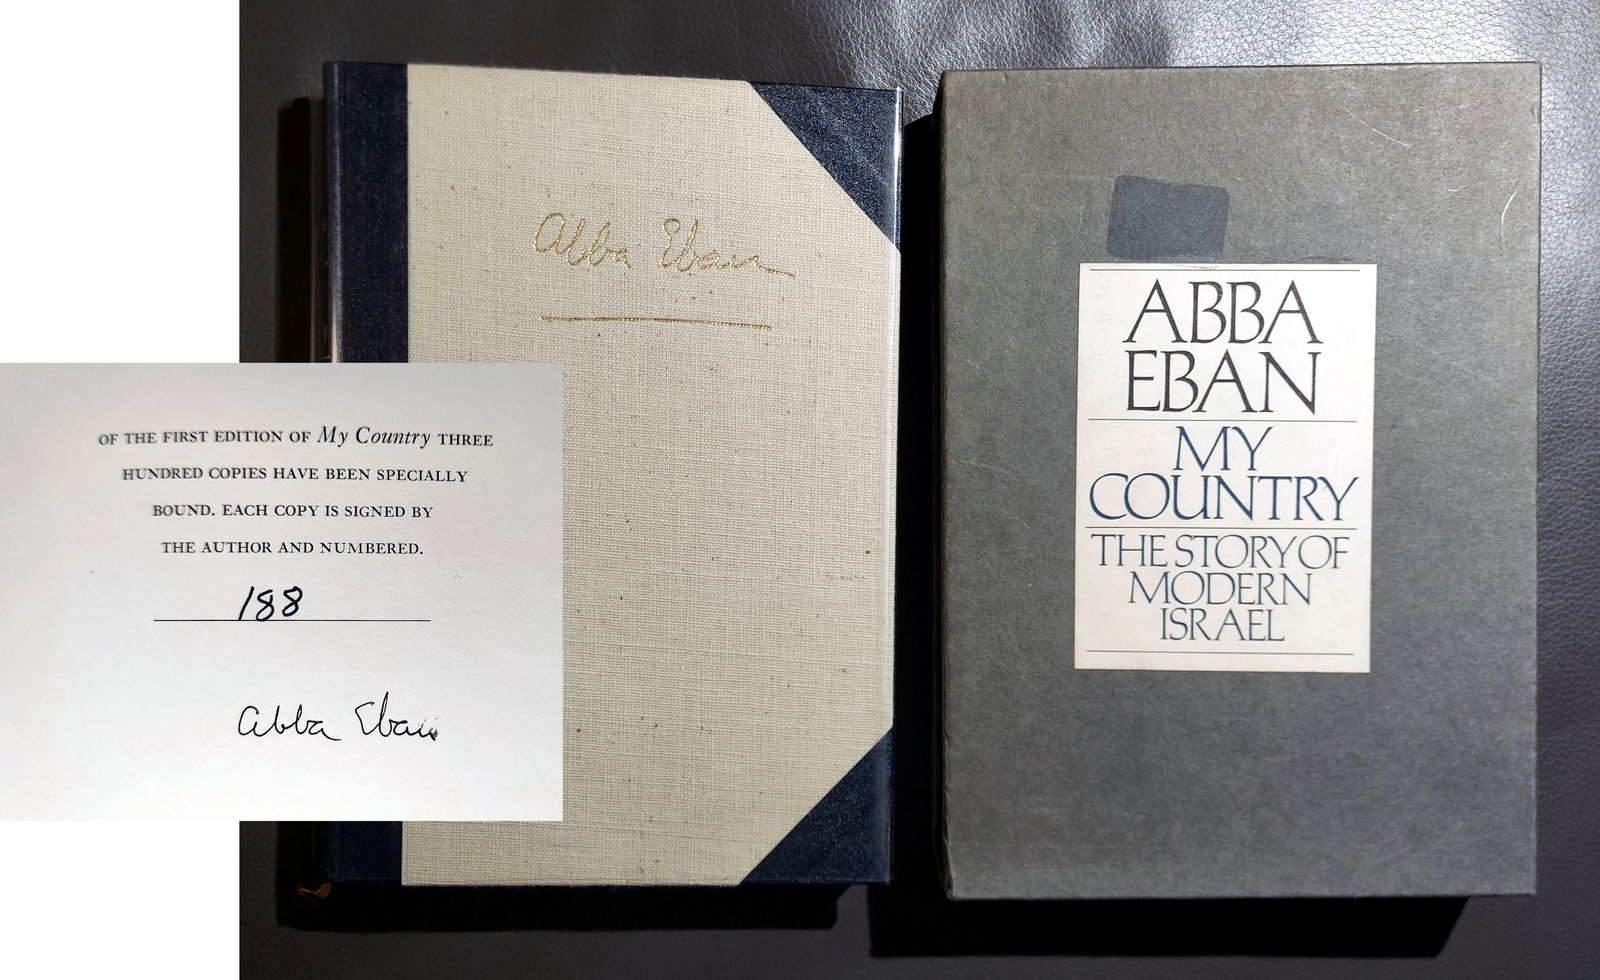 Abba Eban
OF THE FIRST EDITION OF My Country THREE
HUNDRED COPIES HAVE BEEN SPECIALLY
BOUND. EACH COPY IS SIGNED BY
THE AUTHOR AND NUMBERED.
188
Abba Eban
ABBA
EBAN
MY
COUNTRY
THE STORY OF
MODERN
ISRAEL